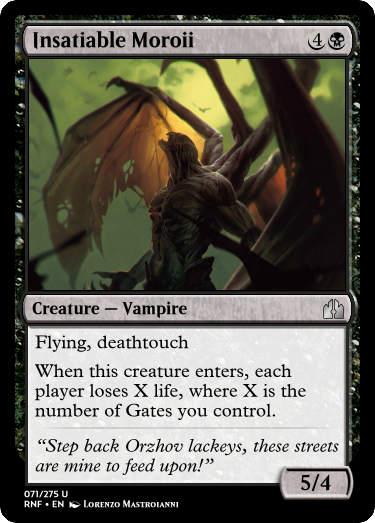 Insatiable Moroii 4
Creature — Vampire
Flying, deathtouch
When this creature enters, each
player loses X life, where X is the
number of Gates you control.
“Step back Orzhov lackeys, these streets
are mine to feed upon!”
5/4
071/275 U
RNF • EN Lorenzo Mastroianni